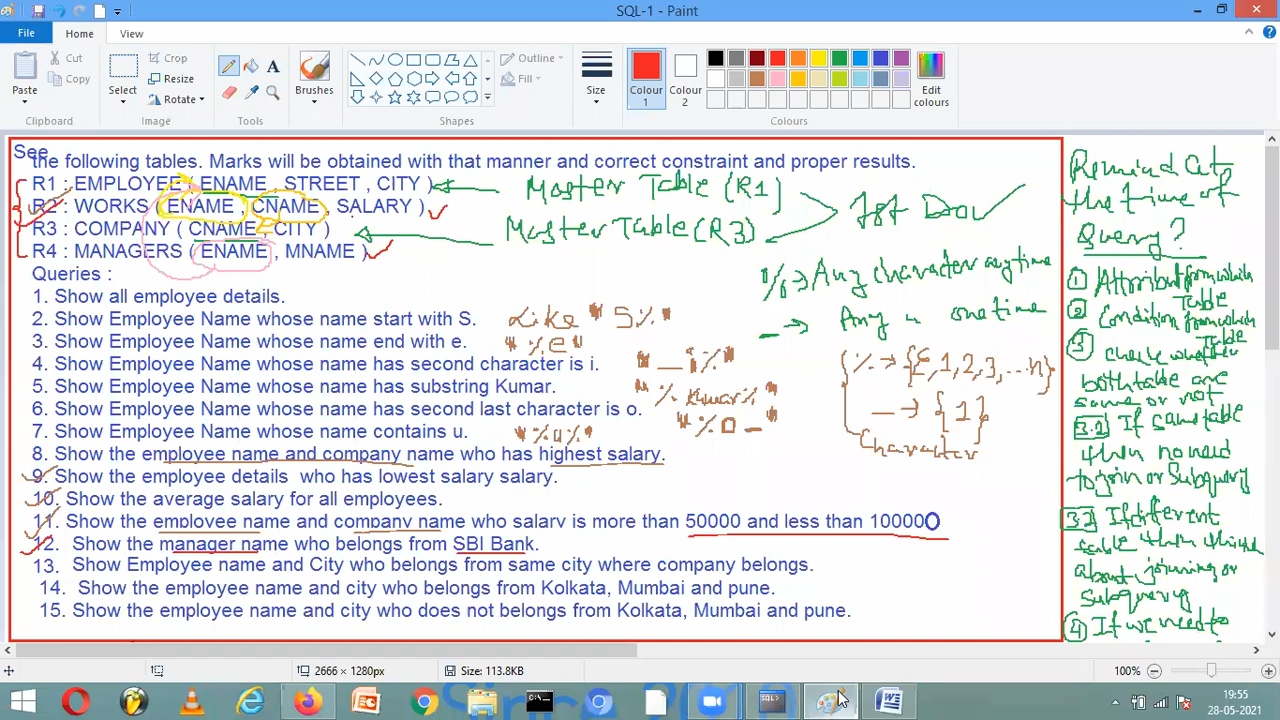 SQL-1 - Paint
File Home View
Paste Cut Copy
Clipboard
Select Crop Resize Rotate
Image
Tools
Brushes
Outline
Fill
Shapes
Size
Colour 1
Colour 2
Edit colours
Colours
See
the following tables. Marks will be obtained with that manner and correct constraint and proper results.
R1 : EMPLOYEE ENAME , STREET , CITY ) Master Table (R1)
R2 : WORKS ( ENAME , CNAME , SALARY )
1st
R3 : COMPANY ( CNAME , CITY ) Master Table (R3)
R4 : MANAGERS ( ENAME , MNAME )
Queries :
% → Any character anytime
_ → Any " one time
1. Show all employee details.
2. Show Employee Name whose name start with S. Like "S%"
3. Show Employee Name whose name end with e. "%e"
4. Show Employee Name whose name has second character is i. "_i%"
5. Show Employee Name whose name has substring Kumar. "%Kumar%"
6. Show Employee Name whose name has second last character is o. "%o_"
7. Show Employee Name whose name contains u. "%u%"
% → {ε,1,2,3,...n}
_ → {1}
Character
8. Show the employee name and company name who has highest salary.
9. Show the employee details who has lowest salary salary.
10. Show the average salary for all employees.
11. Show the employee name and company name who salary is more than 50000 and less than 100000
12. Show the manager name who belongs from SBI Bank.
13. Show Employee name and City who belongs from same city where company belongs.
14. Show the employee name and city who belongs from Kolkata, Mumbai and pune.
15. Show the employee name and city who does not belongs from Kolkata, Mumbai and pune.
Remind at
the time of
Query?
1 Attribut from which
Table
2 Condition from which
Table
3 check whether
both table are
same or not
3.1 If same table
then no need
to join or Subquery
3.2 If different
table then think
about joining or
Subquery
4 If we need to
2666 × 1280px
Size: 113.8KB
100%
19:55
28-05-2021